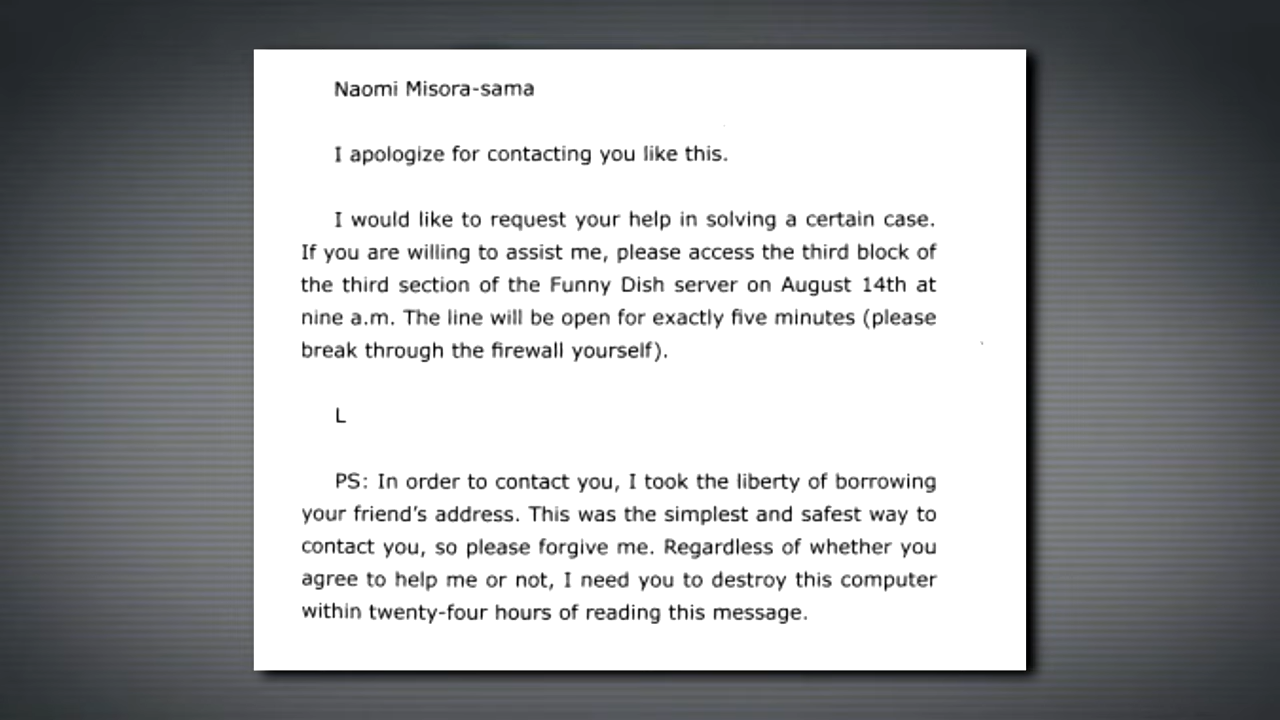 Naomi Misora-sama
I apologize for contacting you like this.
I would like to request your help in solving a certain case.
If you are willing to assist me, please access the third block of
the third section of the Funny Dish server on August 14th at
nine a.m. The line will be open for exactly five minutes (please
break through the firewall yourself).
L
PS: In order to contact you, I took the liberty of borrowing
your friend's address. This was the simplest and safest way to
contact you, so please forgive me. Regardless of whether you
agree to help me or not, I need you to destroy this computer
within twenty-four hours of reading this message.